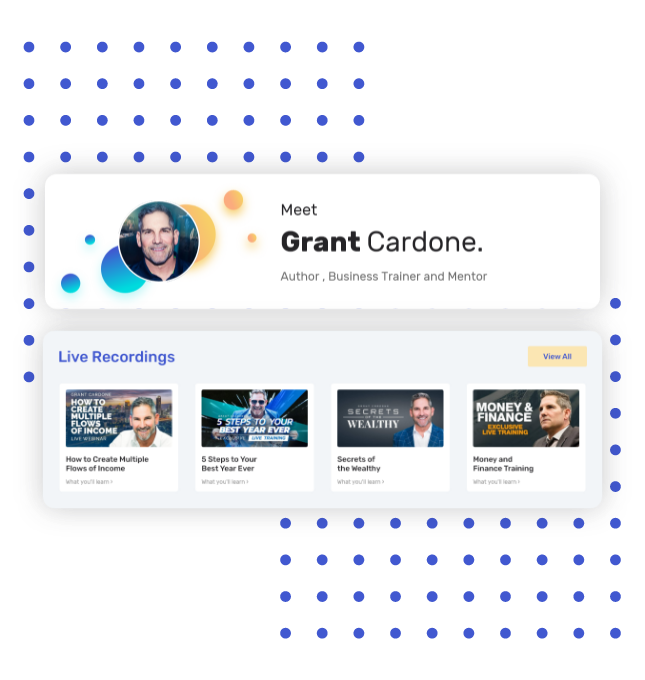 Meet
Grant Cardone.
Author , Business Trainer and Mentor
Live Recordings
View All
GRANT CARDONE
HOW TO
CREATE
MULTIPLE
FLOWS
OF INCOME
LIVE WEBINAR
5 STEPS TO YOUR
BEST YEAR EVER
LIVE TRAINING
SECRETS
OF THE
WEALTHY
MONEY &
FINANCE
EXCLUSIVE
LIVE TRAINING
How to Create Multiple
Flows of Income
What you'll learn ›
5 Steps to Your
Best Year Ever
What you'll learn ›
Secrets of
the Wealthy
What you'll learn ›
Money and
Finance Training
What you'll learn ›